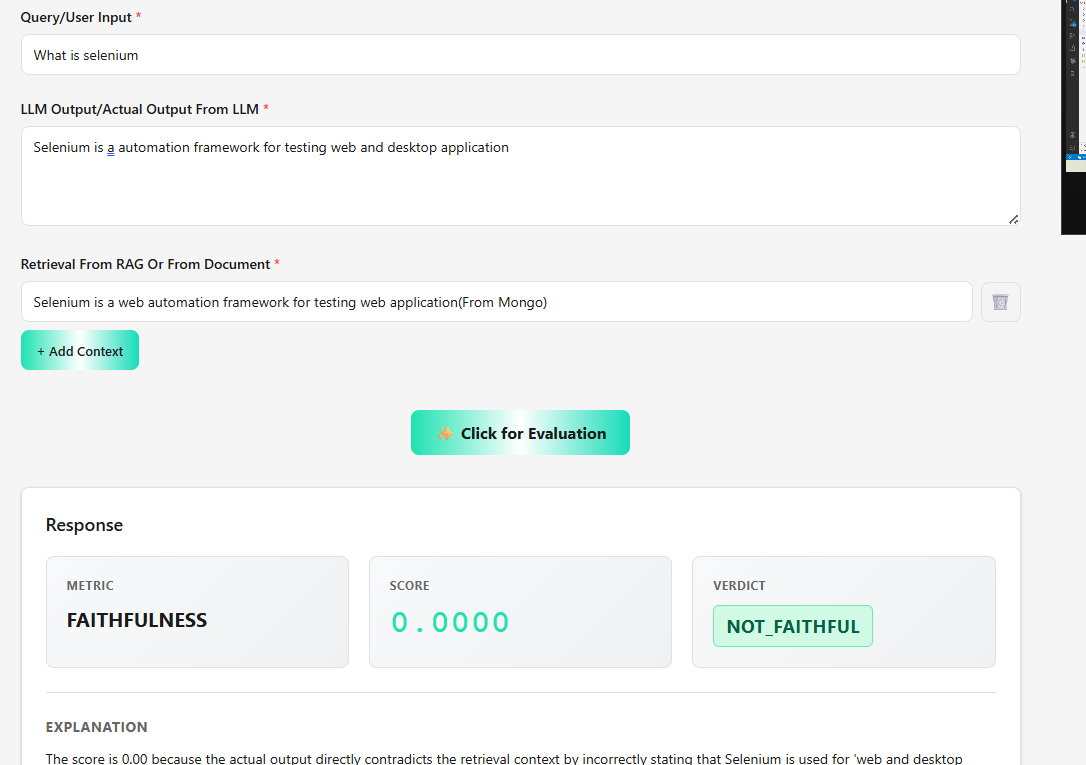 Query/User Input *
What is selenium
LLM Output/Actual Output From LLM *
Selenium is a automation framework for testing web and desktop application
Retrieval From RAG Or From Document *
Selenium is a web automation framework for testing web application(From Mongo)
+ Add Context
✨ Click for Evaluation
Response
METRIC
FAITHFULNESS
SCORE
0.0000
VERDICT
NOT_FAITHFUL
EXPLANATION
The score is 0.00 because the actual output directly contradicts the retrieval context by incorrectly stating that Selenium is used for 'web and desktop